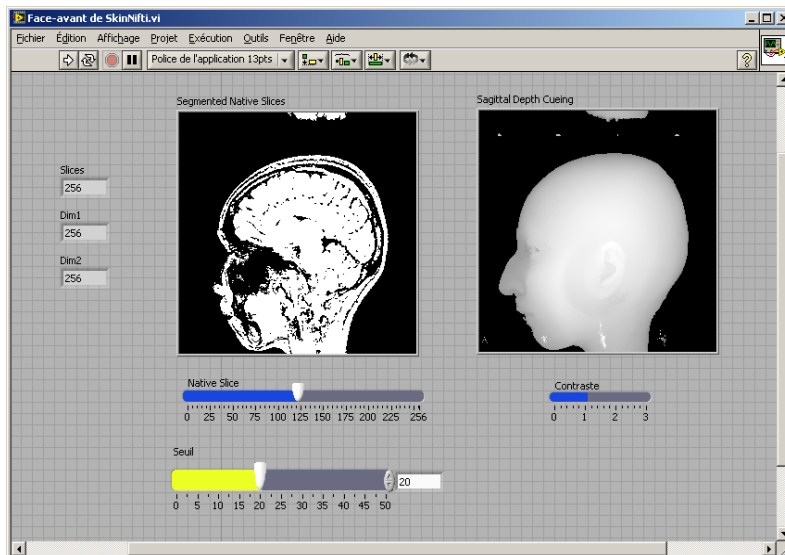 Face-avant de SkinNifti.vi
Fichier Édition Affichage Projet Exécution Outils Fenêtre Aide
Police de l'application 13pts
?
Segmented Native Slices
Sagittal Depth Cueing
Slices
256
Dim1
256
Dim2
256
A
Native Slice
0 25 50 75 100 125 150 175 200 225 256
Contraste
0 1 2 3
Seuil
20
0 5 10 15 20 25 30 35 40 45 50